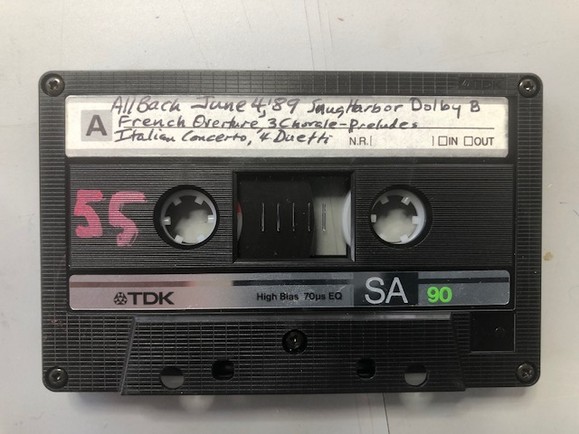 A
All Bach June 4, '89 Snug Harbor Dolby B
French Overture 3 Chorale-Preludes
Italian Concerto, 4 Duetti N.R. IN OUT
55
TDK High Bias 70µs EQ SA 90
TDK